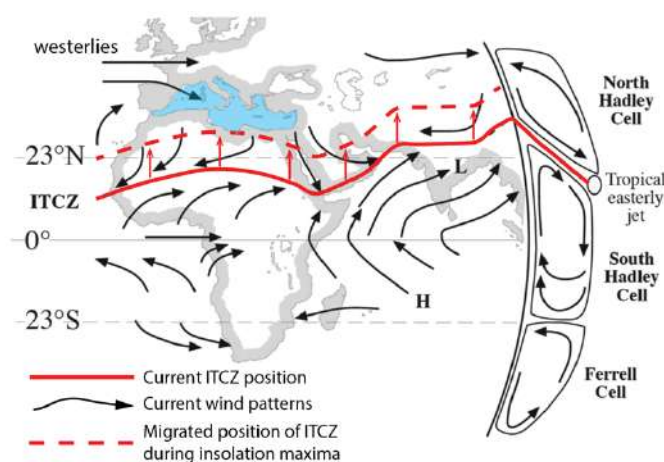 westerlies
North
Hadley
Cell
23°N
L
ITCZ
Tropical
easterly
jet
0°
South
Hadley
Cell
H
23°S
Ferrell
Cell
Current ITCZ position
Current wind patterns
Migrated position of ITCZ
during insolation maxima